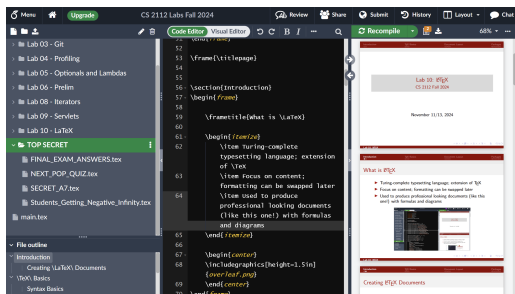 Menu
Upgrade
CS 2112 Labs Fall 2024
Review
Share
Submit
History
Layout
Chat
Code Editor
Visual Editor
B
I
Recompile
68%
Lab 03 - Git
Lab 04 - Profiling
Lab 05 - Optionals and Lambdas
Lab 06 - Prelim
Lab 08 - Iterators
Lab 09 - Servlets
Lab 10 - LaTeX
TOP SECRET
FINAL_EXAM_ANSWERS.tex
NEXT_POP_QUIZ.tex
SECRET_A7.tex
Students_Getting_Negative_Infinity.tex
main.tex
File outline
Introduction
Creating \LaTeX\ Documents
\TeX\ Basics
Syntax Basics
52
53 \frame{\titlepage}
54
55
56 \section{Introduction}
57 \begin{frame}
58
59 \frametitle{What is \LaTeX}
60
61 \begin{itemize}
62 \item Turing-complete
typesetting language; extension
of \TeX
63 \item Focus on content;
formatting can be swapped later
64 \item Used to produce
professional looking documents
(like this one!) with formulas
and diagrams
65 \end{itemize}
66
67 \begin{center}
68 \includegraphics[height=1.5in]
{overleaf.png}
69 \end{center}
Lab 10: LATEX
CS 2112 Fall 2024
November 11/13, 2024
What is LATEX
Turing-complete typesetting language; extension of TEX
Focus on content; formatting can be swapped later
Used to produce professional looking documents (like this
one!) with formulas and diagrams
Creating LATEX Documents